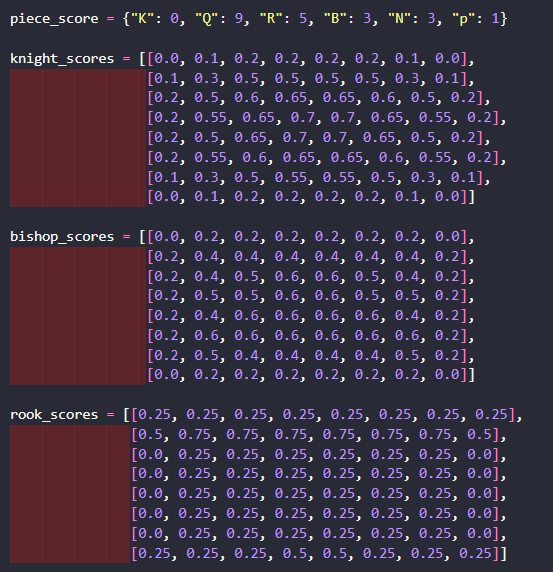 piece_score = {"K": 0, "Q": 9, "R": 5, "B": 3, "N": 3, "p": 1}
knight_scores = [[0.0, 0.1, 0.2, 0.2, 0.2, 0.2, 0.1, 0.0],
[0.1, 0.3, 0.5, 0.5, 0.5, 0.5, 0.3, 0.1],
[0.2, 0.5, 0.6, 0.65, 0.65, 0.6, 0.5, 0.2],
[0.2, 0.55, 0.65, 0.7, 0.7, 0.65, 0.55, 0.2],
[0.2, 0.5, 0.65, 0.7, 0.7, 0.65, 0.5, 0.2],
[0.2, 0.55, 0.6, 0.65, 0.65, 0.6, 0.55, 0.2],
[0.1, 0.3, 0.5, 0.55, 0.55, 0.5, 0.3, 0.1],
[0.0, 0.1, 0.2, 0.2, 0.2, 0.2, 0.1, 0.0]]
bishop_scores = [[0.0, 0.2, 0.2, 0.2, 0.2, 0.2, 0.2, 0.0],
[0.2, 0.4, 0.4, 0.4, 0.4, 0.4, 0.4, 0.2],
[0.2, 0.4, 0.5, 0.6, 0.6, 0.5, 0.4, 0.2],
[0.2, 0.5, 0.5, 0.6, 0.6, 0.5, 0.5, 0.2],
[0.2, 0.4, 0.6, 0.6, 0.6, 0.6, 0.4, 0.2],
[0.2, 0.6, 0.6, 0.6, 0.6, 0.6, 0.6, 0.2],
[0.2, 0.5, 0.4, 0.4, 0.4, 0.4, 0.5, 0.2],
[0.0, 0.2, 0.2, 0.2, 0.2, 0.2, 0.2, 0.0]]
rook_scores = [[0.25, 0.25, 0.25, 0.25, 0.25, 0.25, 0.25, 0.25],
[0.5, 0.75, 0.75, 0.75, 0.75, 0.75, 0.75, 0.5],
[0.0, 0.25, 0.25, 0.25, 0.25, 0.25, 0.25, 0.0],
[0.0, 0.25, 0.25, 0.25, 0.25, 0.25, 0.25, 0.0],
[0.0, 0.25, 0.25, 0.25, 0.25, 0.25, 0.25, 0.0],
[0.0, 0.25, 0.25, 0.25, 0.25, 0.25, 0.25, 0.0],
[0.0, 0.25, 0.25, 0.25, 0.25, 0.25, 0.25, 0.0],
[0.25, 0.25, 0.25, 0.5, 0.5, 0.25, 0.25, 0.25]]